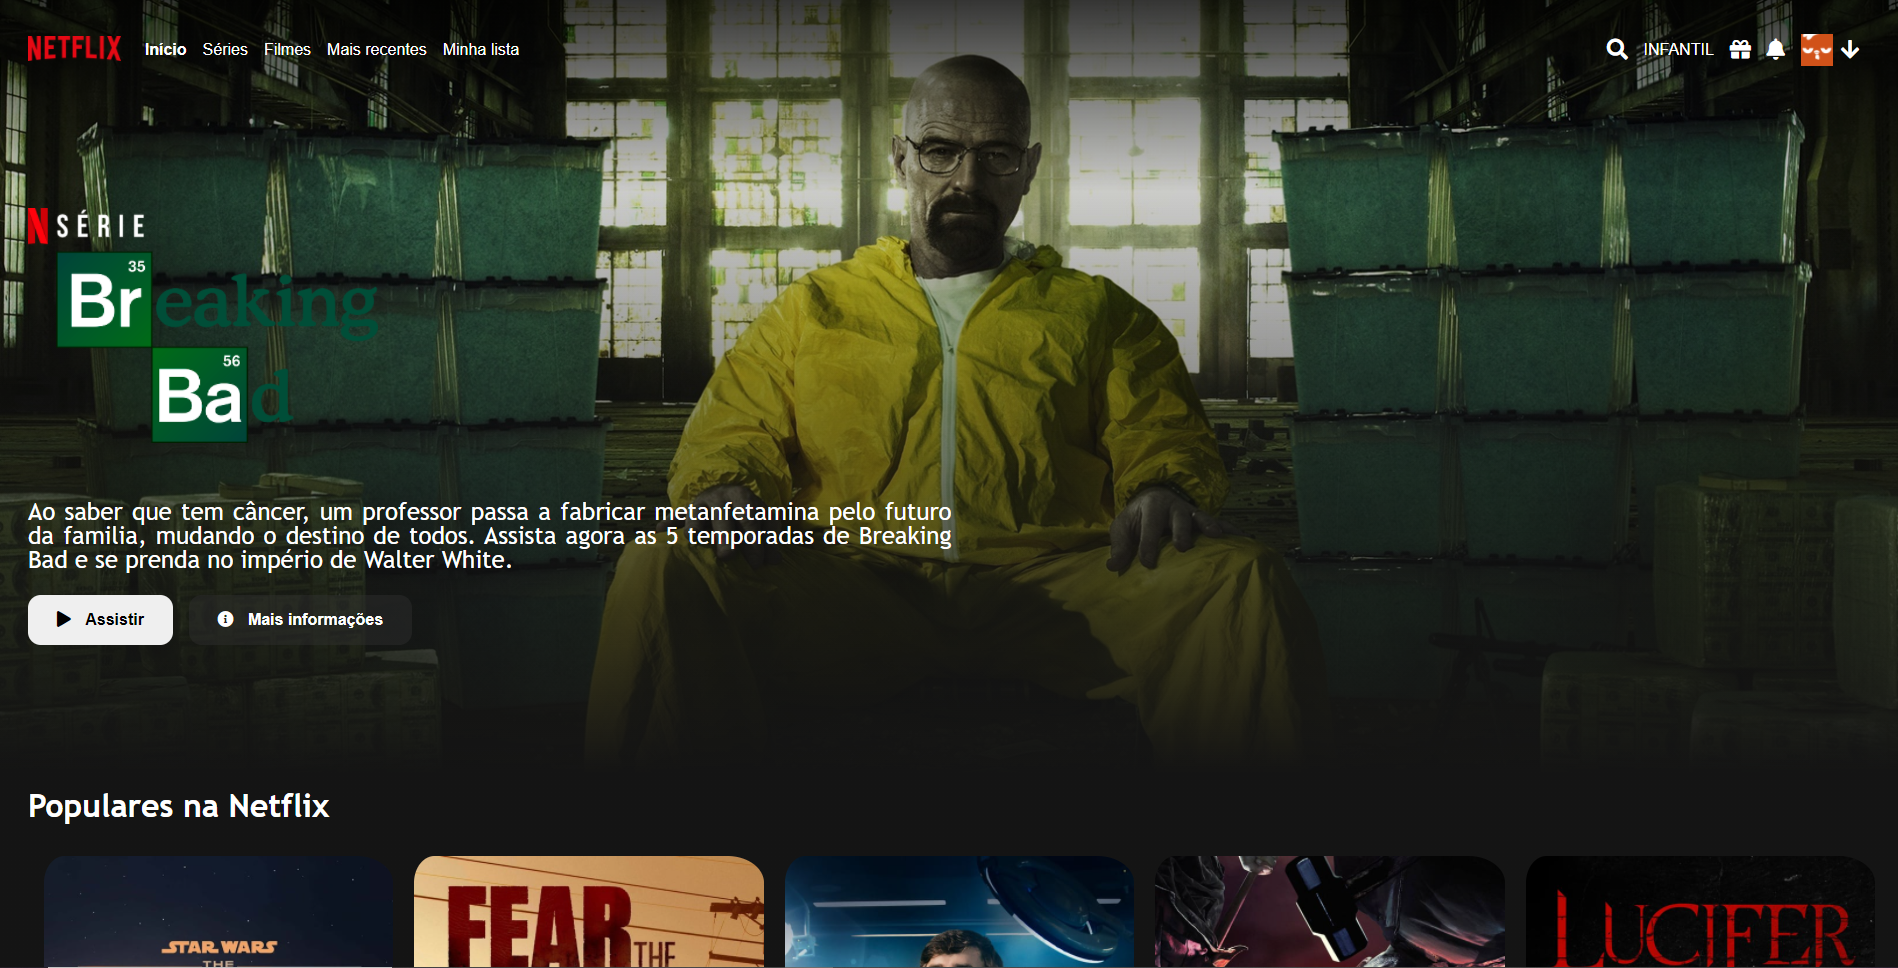 NETFLIX
Início Séries Filmes Mais recentes Minha lista
INFANTIL
N SÉRIE
35
Breaking
56
Bad
Ao saber que tem câncer, um professor passa a fabricar metanfetamina pelo futuro
da familia, mudando o destino de todos. Assista agora as 5 temporadas de Breaking
Bad e se prenda no império de Walter White.
Assistir
Mais informações
Populares na Netflix
STAR WARS
THE
FEAR THE
LUCIFER